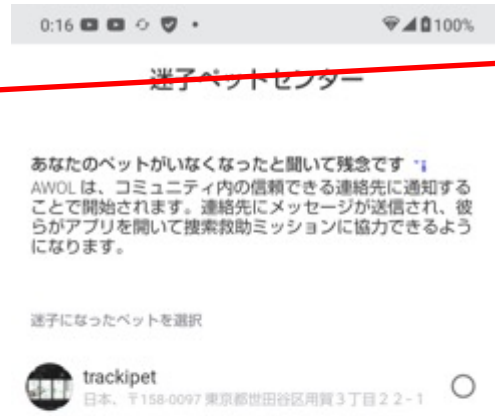 0:16
100%
迷子ペットセンター
あなたのペットがいなくなったと聞いて残念です
AWOL は、コミュニティ内の信頼できる連絡先に通知する
ことで開始されます。連絡先にメッセージが送信され、彼
らがアプリを開いて捜索救助ミッションに協力できるよう
になります。
迷子になったペットを選択
trackipet
日本、〒158-0097 東京都世田谷区用賀3丁目22-1